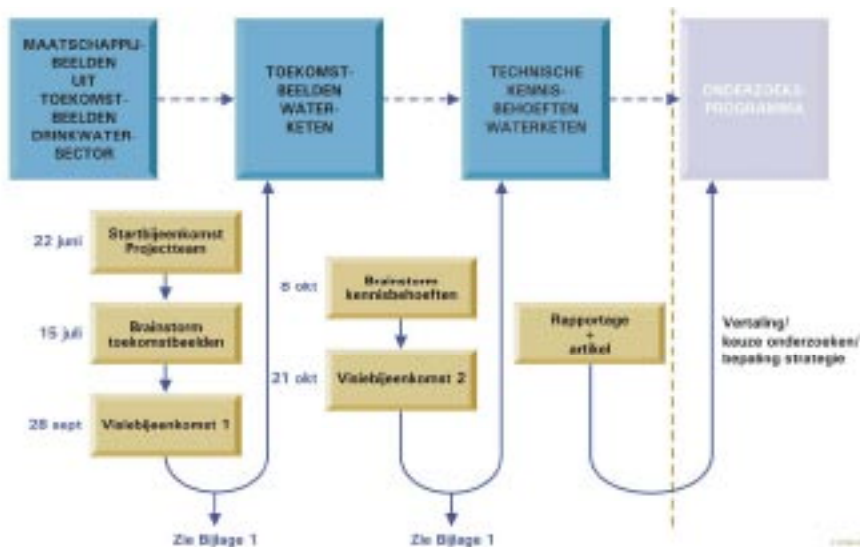 MAATSCHAPPIJ-
BEELDEN
UIT
TOEKOMST-
BEELDEN
DRINKWATER-
SECTOR
TOEKOMST-
BEELDEN
WATER-
KETEN
TECHNISCHE
KENNIS-
BEHOEFTEN
WATERKETEN
ONDERZOEKS-
PROGRAMMA
22 juni
Startbijeenkomst
Projectteam
15 juli
Brainstorm
toekomstbeelden
28 sept
Visiebijeenkomst 1
Zie Bijlage 1
8 okt
Brainstorm
kennisbehoeften
21 okt
Visiebijeenkomst 2
Zie Bijlage 1
Rapportage
+
artikel
Vertaling/
keuze onderzoeken/
bepaling strategie